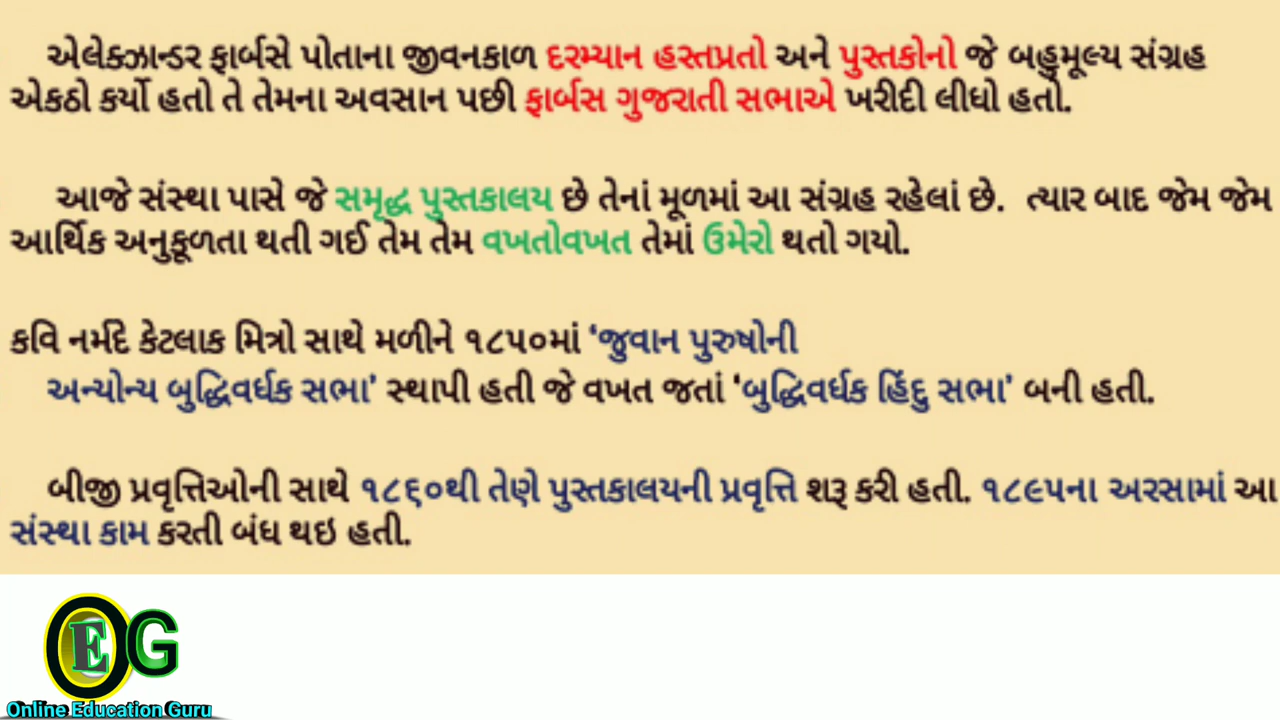 એલેક્ઝાન્ડર ફાર્બસે પોતાના જીવનકાળ દરમ્યાન હસ્તપ્રતો અને પુસ્તકોનો જે બહુમૂલ્ય સંગ્રહ
એકઠો કર્યો હતો તે તેમના અવસાન પછી ફાર્બસ ગુજરાતી સભાએ ખરીદી લીધો હતો.
આજે સંસ્થા પાસે જે સમૃદ્ધ પુસ્તકાલય છે તેનાં મૂળમાં આ સંગ્રહ રહેલાં છે. ત્યાર બાદ જેમ જેમ
આર્થિક અનુકૂળતા થતી ગઈ તેમ તેમ વખતોવખત તેમાં ઉમેરો થતો ગયો.
કવિ નર્મદે કેટલાક મિત્રો સાથે મળીને ૧૮૫૦માં ‘જુવાન પુરુષોની
અન્યોન્ય બુદ્ધિવર્ધક સભા’ સ્થાપી હતી જે વખત જતાં ‘બુદ્ધિવર્ધક હિંદુ સભા’ બની હતી.
બીજી પ્રવૃત્તિઓની સાથે ૧૮૬૦થી તેણે પુસ્તકાલયની પ્રવૃત્તિ શરૂ કરી હતી. ૧૮૯૫ના અરસામાં આ
સંસ્થા કામ કરતી બંધ થઇ હતી.
OEG
Online Education Guru